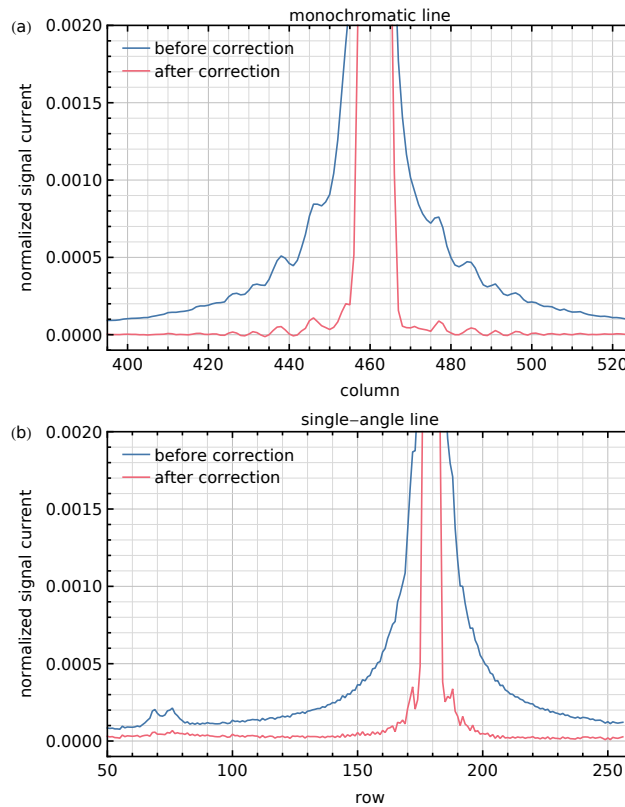 (a)
monochromatic line
before correction
after correction
normalized signal current
0.0020
0.0015
0.0010
0.0005
0.0000
400 420 440 460 480 500 520
column
(b)
single−angle line
before correction
after correction
normalized signal current
0.0020
0.0015
0.0010
0.0005
0.0000
50 100 150 200 250
row